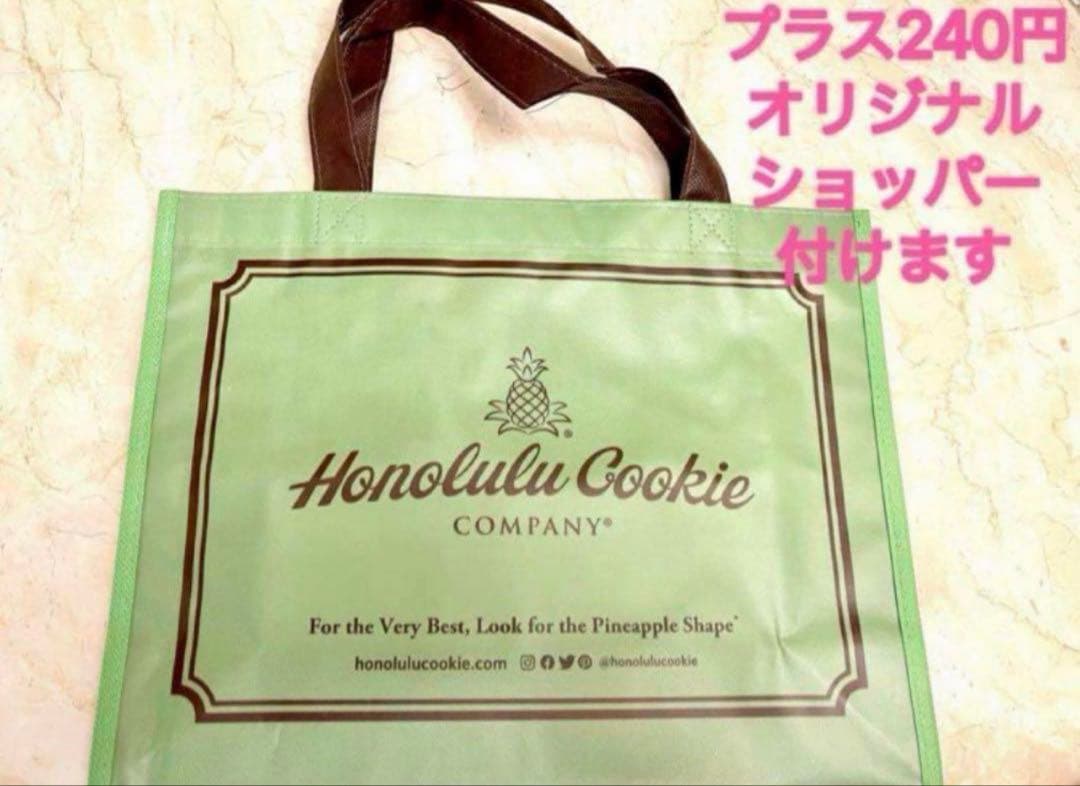 プラス240円
オリジナル
ショッパー
付けます
Honolulu Cookie
COMPANY®
For the Very Best, Look for the Pineapple Shape
honolulucookie.com @honolulucookie